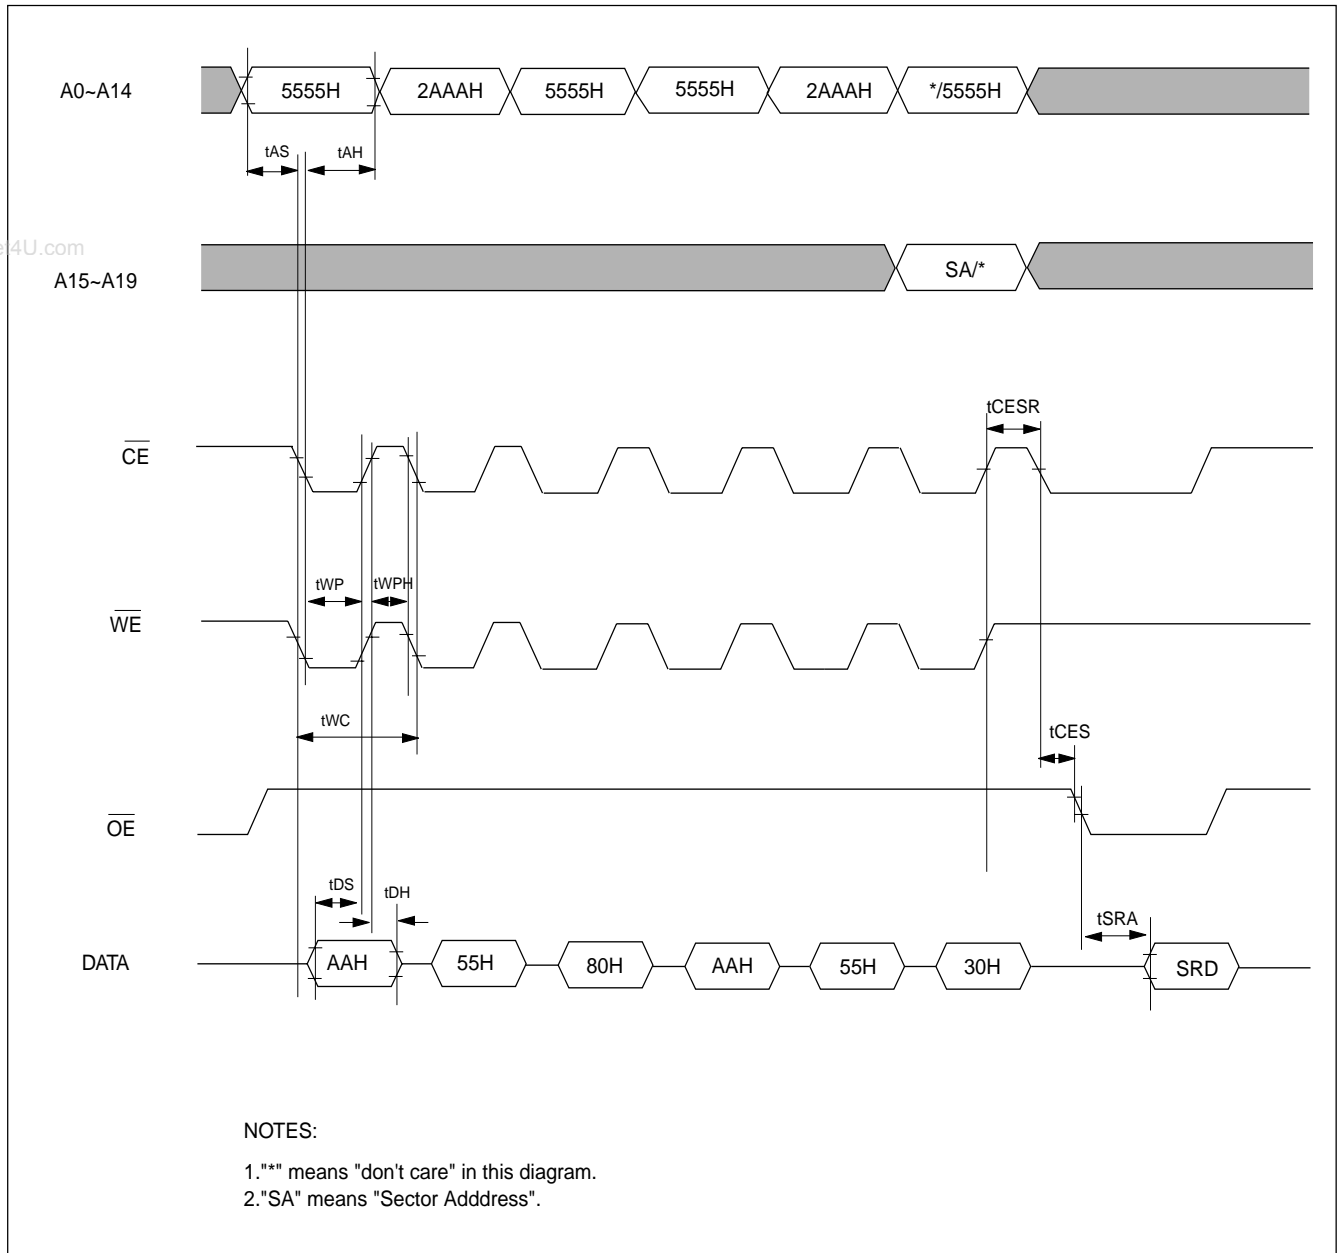 A0~A14 5555H 2AAAH 5555H 5555H 2AAAH */5555H
tAS tAH
et4U.com
A15~A19 SA/*
tCESR
CE
tWP tWPH
WE
tWC
tCES
OE
tDS tDH
tSRA
DATA AAH 55H 80H AAH 55H 30H SRD
NOTES:
1."*" means "don't care" in this diagram.
2."SA" means "Sector Adddress".